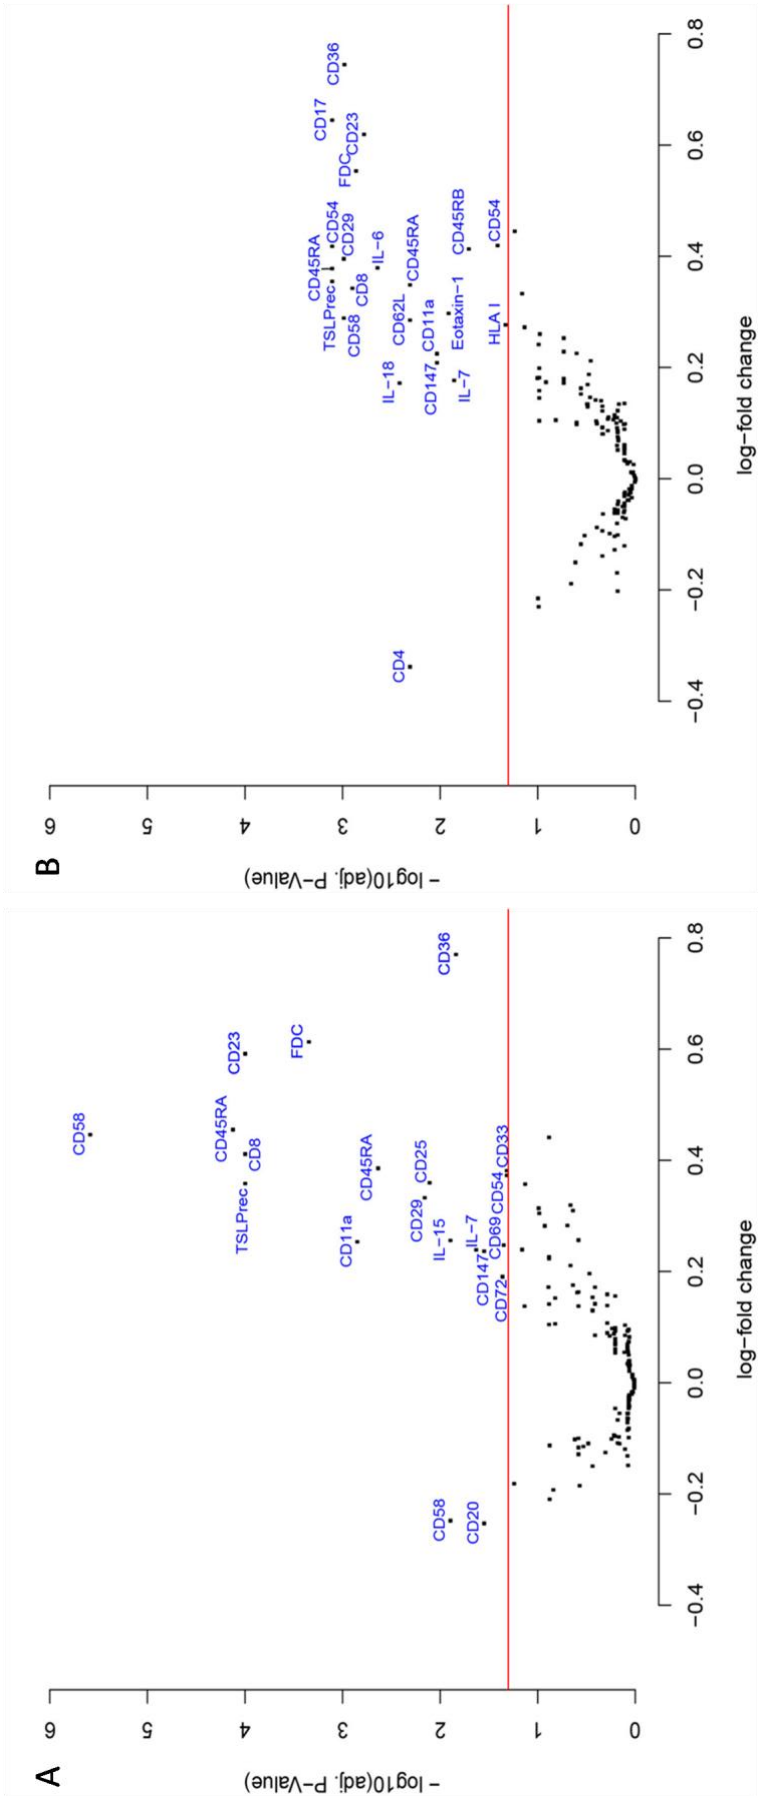 A
− log10(adj. P−Value)
6
5
4
3
2
1
0
CD58
CD23
FDC
CD45RA
CD8
TSLPrec.
CD36
CD45RA
CD11a
CD25
CD29
IL−15
IL−7
CD147
CD33
CD54
CD69
CD72
CD58
CD20
−0.4
−0.2
0.0
0.2
0.4
0.6
0.8
log−fold change
B
− log10(adj. P−Value)
6
5
4
3
2
1
0
CD36
CD17
CD23
FDC
CD54
CD29
CD45RA
IL−6
TSLPrec.
CD8
CD58
CD45RA
CD62L
CD45RB
CD54
CD11a
Eotaxin−1
HLA I
IL−18
CD147
IL−7
CD4
−0.4
−0.2
0.0
0.2
0.4
0.6
0.8
log−fold change